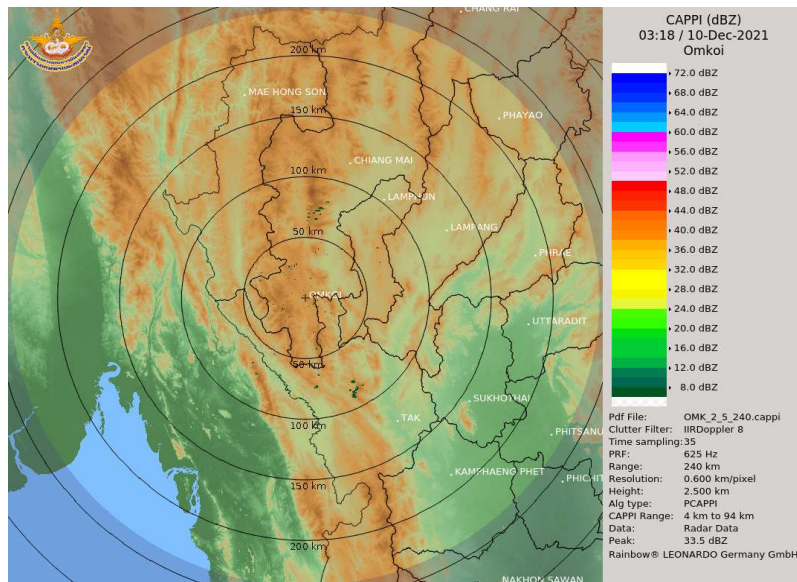 CHANG RAI
200 km
MAE HONG SON
150 km
PHAYAO
CHIANG MAI
100 km
LAMPHUN
50 km
LAMPANG
PHRAE
OMKOI
UTTARADIT
50 km
SUKHOTHAI
TAK
100 km
PHITSANU
KAMPHAENG PHET
PHICHIT
150 km
200 km
NAKHON SAWAN
CAPPI (dBZ)
03:18 / 10-Dec-2021
Omkoi
72.0 dBZ
68.0 dBZ
64.0 dBZ
60.0 dBZ
56.0 dBZ
52.0 dBZ
48.0 dBZ
44.0 dBZ
40.0 dBZ
36.0 dBZ
32.0 dBZ
28.0 dBZ
24.0 dBZ
20.0 dBZ
16.0 dBZ
12.0 dBZ
8.0 dBZ
Pdf File: OMK_2_5_240.cappi
Clutter Filter: IIRDoppler 8
Time sampling:35
PRF: 625 Hz
Range: 240 km
Resolution: 0.600 km/pixel
Height: 2.500 km
Alg type: PCAPPI
CAPPI Range: 4 km to 94 km
Data: Radar Data
Peak: 33.5 dBZ
Rainbow® LEONARDO Germany GmbH